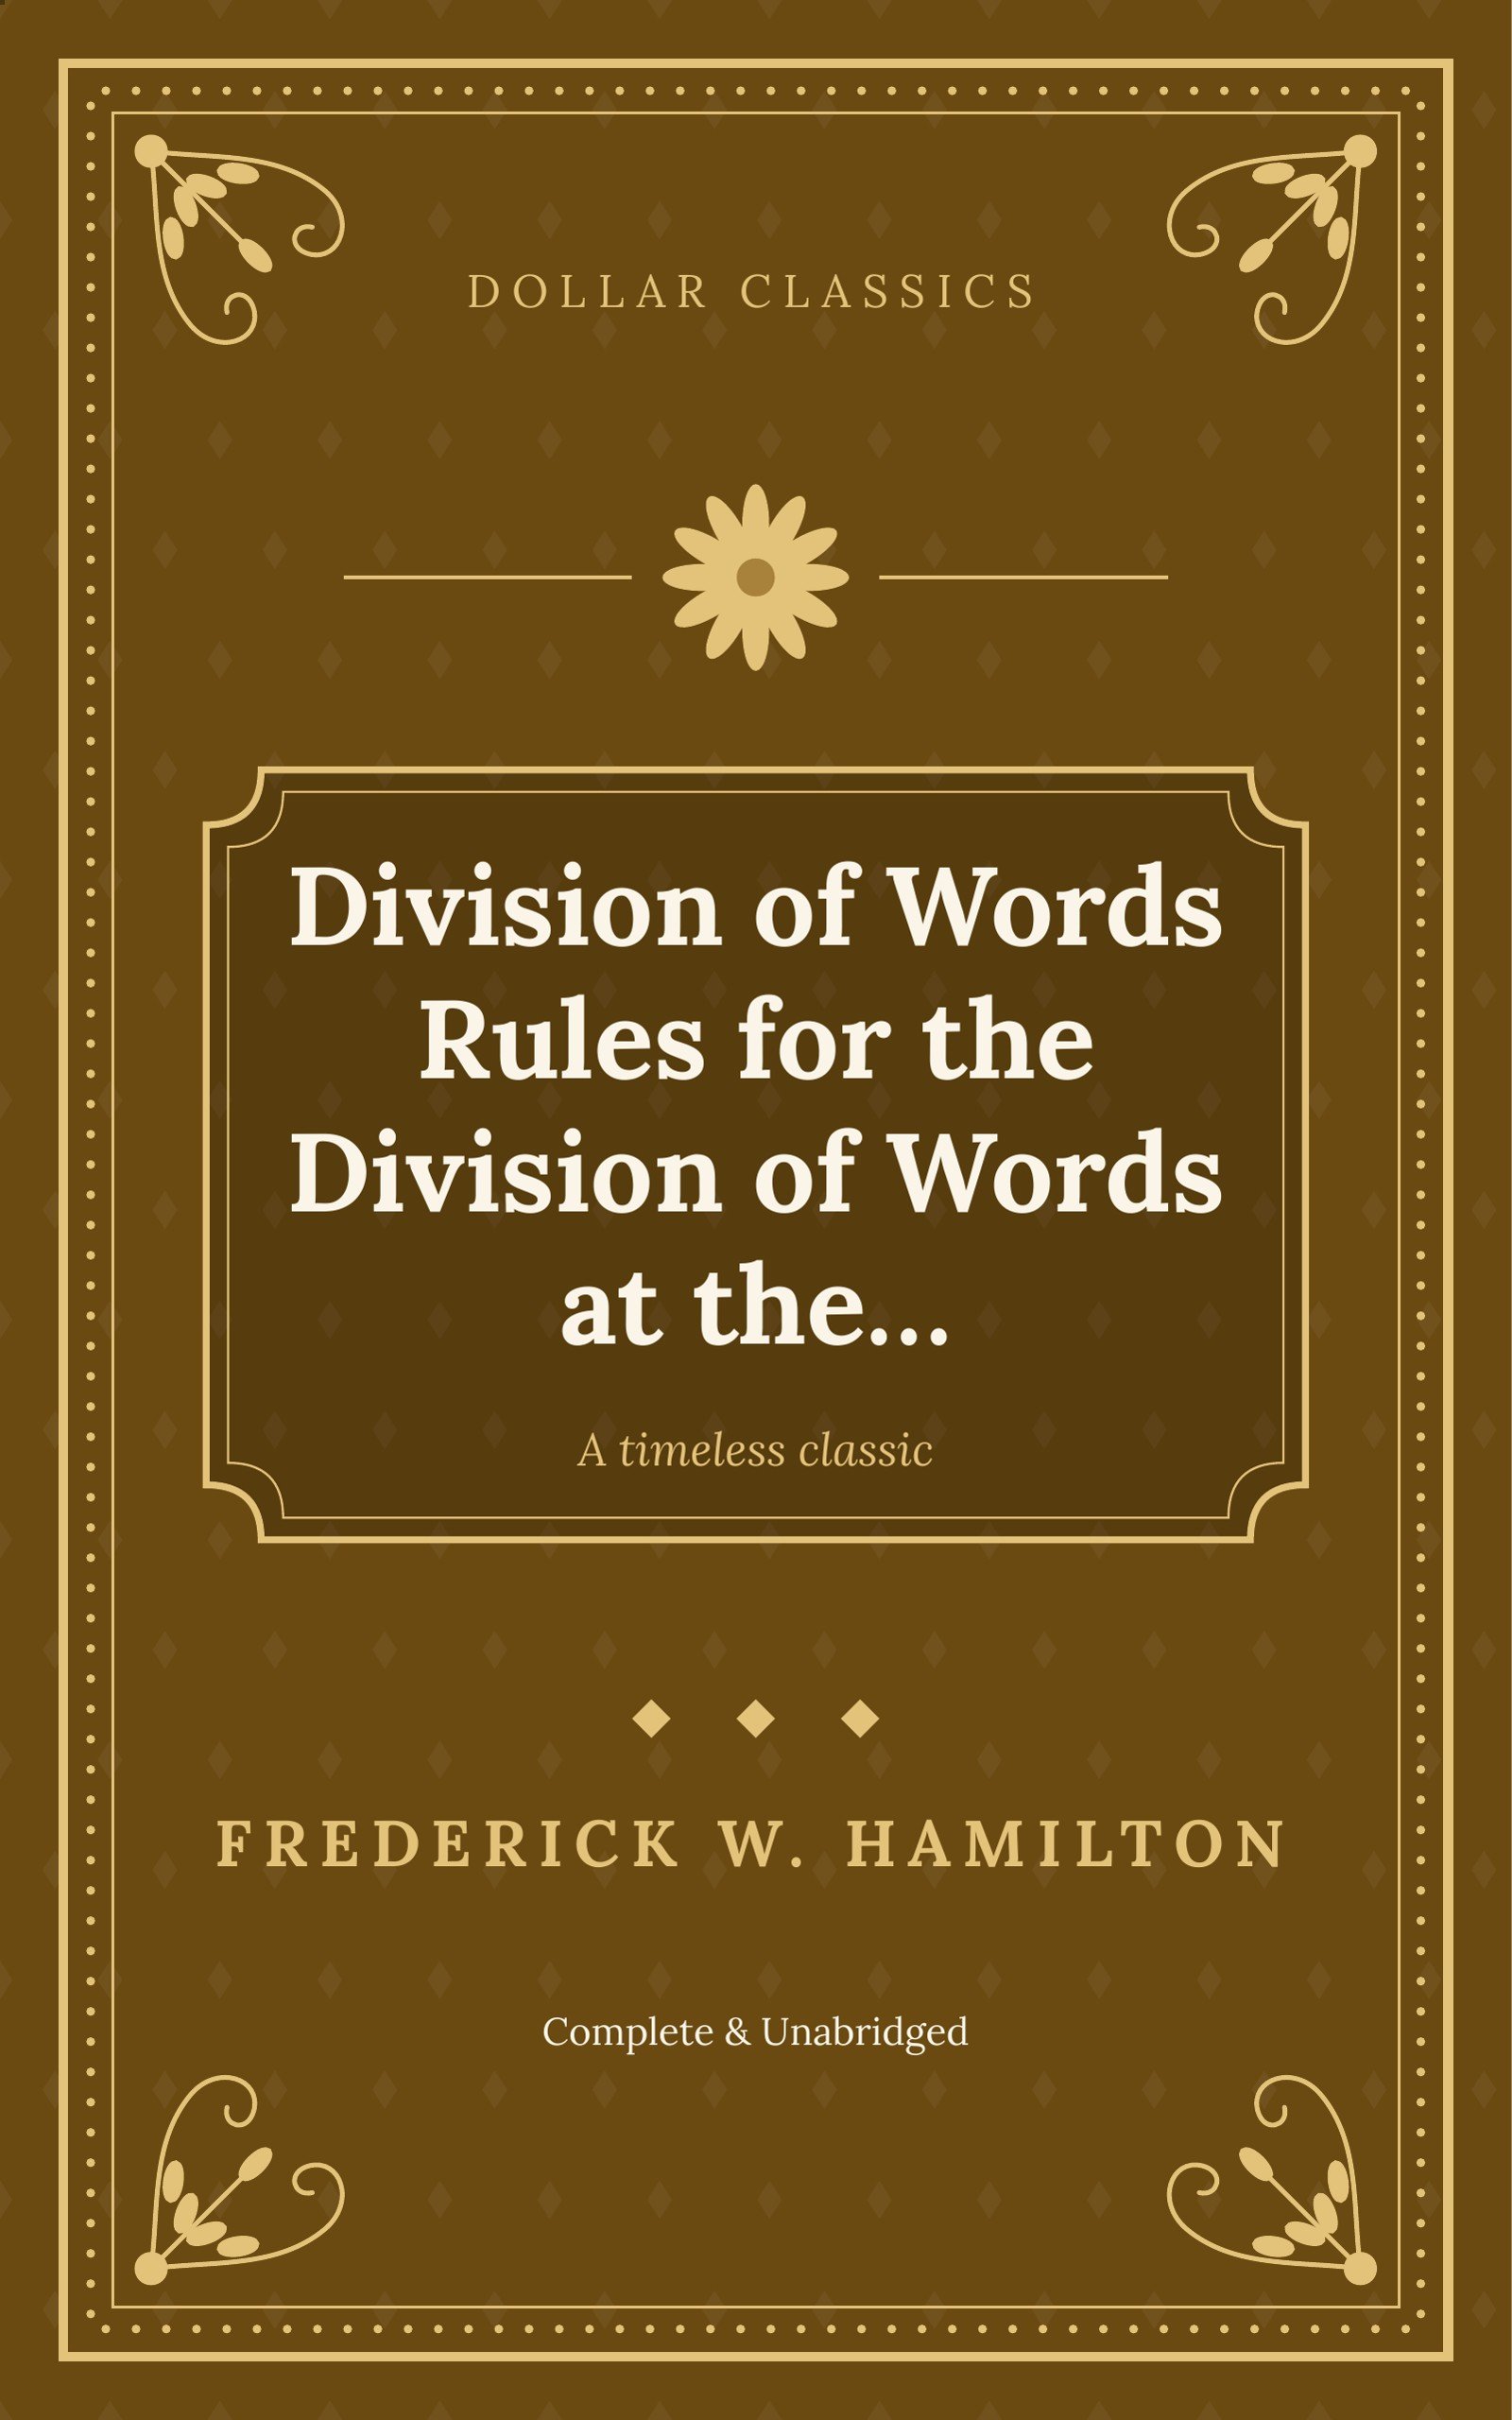 DOLLAR CLASSICS
Division of Words
Rules for the
Division of Words
at the...
A timeless classic
FREDERICK W. HAMILTON
Complete & Unabridged